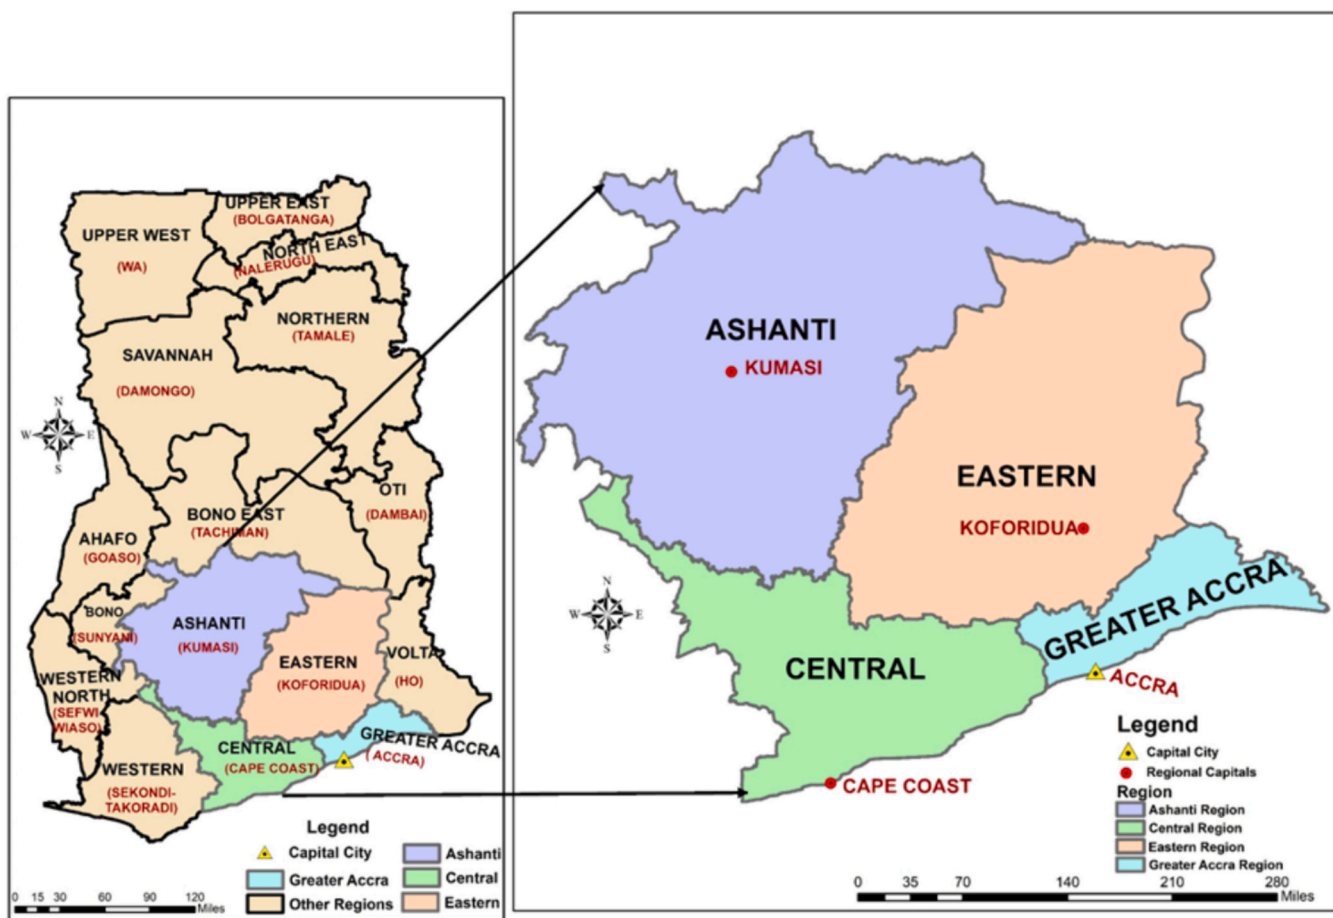 UPPER EAST
(BOLGATANGA)
UPPER WEST
(WA)
NORTH EAST
(NALERUGU)
NORTHERN
(TAMALE)
SAVANNAH
(DAMONGO)
N
W E
S
OTI
(DAMBAI)
BONO EAST
(TACHIMAN)
AHAFO
(GOASO)
BONO
(SUNYANI)
ASHANTI
(KUMASI)
EASTERN
(KOFORIDUA)
VOLTA
(HO)
WESTERN
NORTH
(SEFWI
WIASO)
CENTRAL
(CAPE COAST)
GREATER ACCRA
( ACCRA)
WESTERN
(SEKONDI-
TAKORADI)
Legend
Capital City
Greater Accra
Other Regions
Ashanti
Central
Eastern
0 15 30 60 90 120
Miles
ASHANTI
KUMASI
EASTERN
KOFORIDUA
N
W E
S
GREATER ACCRA
ACCRA
CENTRAL
CAPE COAST
Legend
Capital City
Regional Capitals
Region
Ashanti Region
Central Region
Eastern Region
Greater Accra Region
0 35 70 140 210 280
Miles